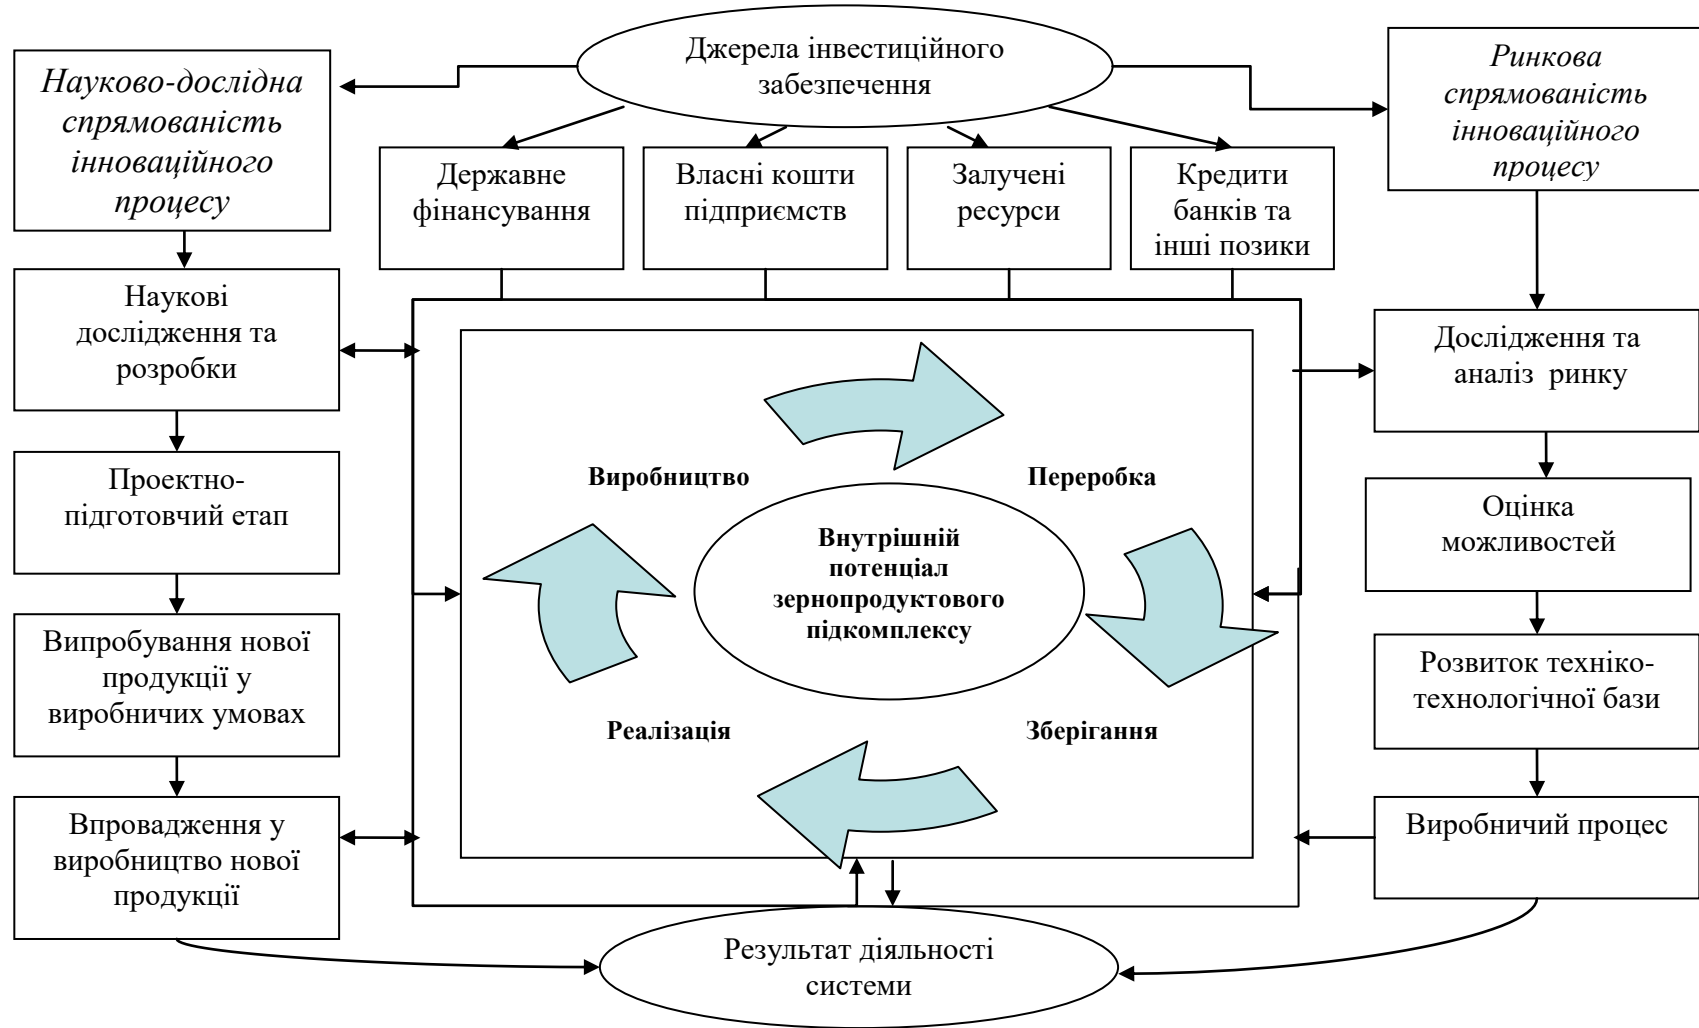 Джерела інвестиційного
забезпечення
Науково-дослідна
спрямованість
інноваційного
процесу
Ринкова
спрямованість
інноваційного
процесу
Державне
фінансування
Власні кошти
підприємств
Залучені
ресурси
Кредити
банків та
інші позики
Наукові
дослідження та
розробки
Проектно-
підготовчий етап
Випробування нової
продукції у
виробничих умовах
Впровадження у
виробництво нової
продукції
Виробництво
Переробка
Внутрішній
потенціал
зернопродуктового
підкомплексу
Реалізація
Зберігання
Дослідження та
аналіз  ринку
Оцінка
можливостей
Розвиток техніко-
технологічної бази
Виробничий процес
Результат діяльності
системи